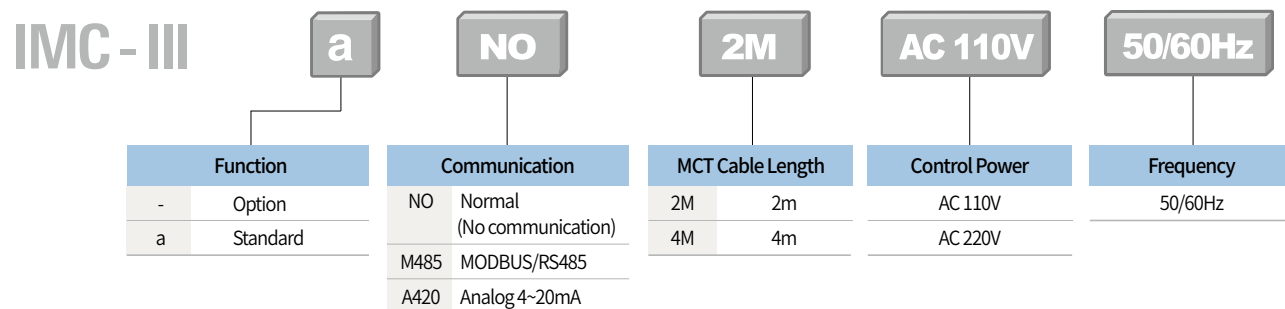 IMC - III a NO 2M AC 110V 50/60Hz
Function Communication MCT Cable Length Control Power Frequency
- Option NO Normal 2M 2m AC 110V 50/60Hz
(No communication)
a Standard 4M 4m AC 220V
M485 MODBUS/RS485
A420 Analog 4~20mA